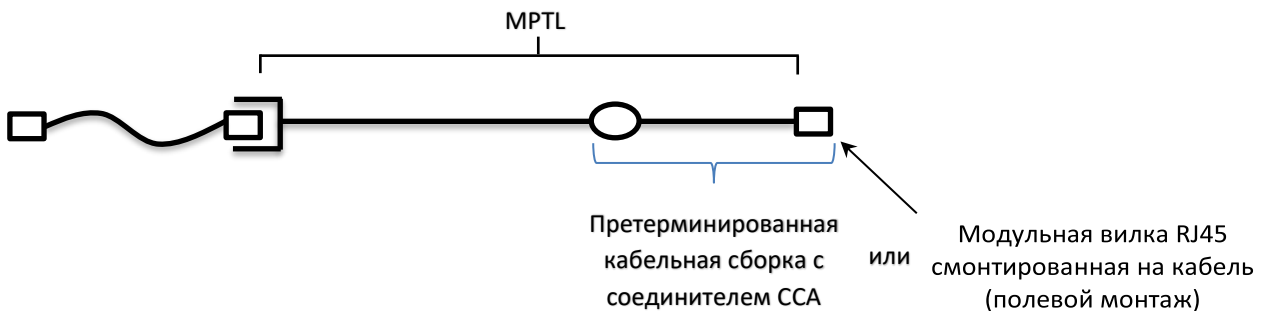 MPTL
Претерминированная
кабельная сборка с
соединителем CCA
или
Модульная вилка RJ45
смонтированная на кабель
(полевой монтаж)